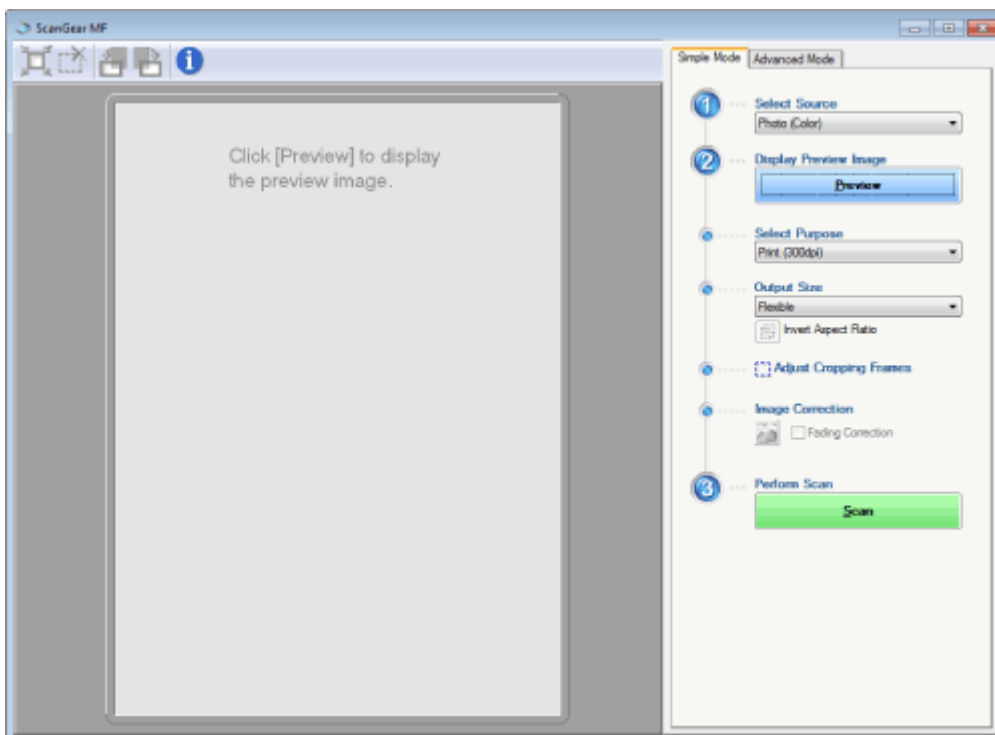 ScanGear MF
Simple Mode
Advanced Mode
Click [Preview] to display
the preview image.
1
Select Source
Photo (Color)
2
Display Preview Image
Preview
Select Purpose
Print (300dpi)
Output Size
Flexible
Invert Aspect Ratio
Adjust Cropping Frames
Image Correction
Fading Correction
3
Perform Scan
Scan